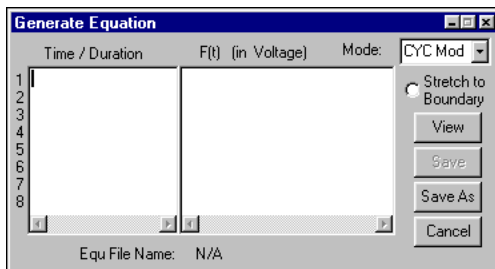 Generate Equation
Time / Duration F(t) (in Voltage) Mode: CYC Mod
1
2
3
4
5
6
7
8
Stretch to
Boundary
View
Save
Save As
Cancel
Equ File Name: N/A